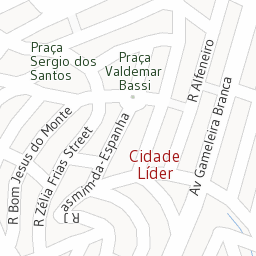 Praça
Sergio dos
Santos
Praça
Valdemar
Bassi
R Alfeneiro
Av Gameleira Branca
R Bom Jesus do Monte
R Zélia Frias Street
asmim-da-Espanha
R J
Cidade
Líder